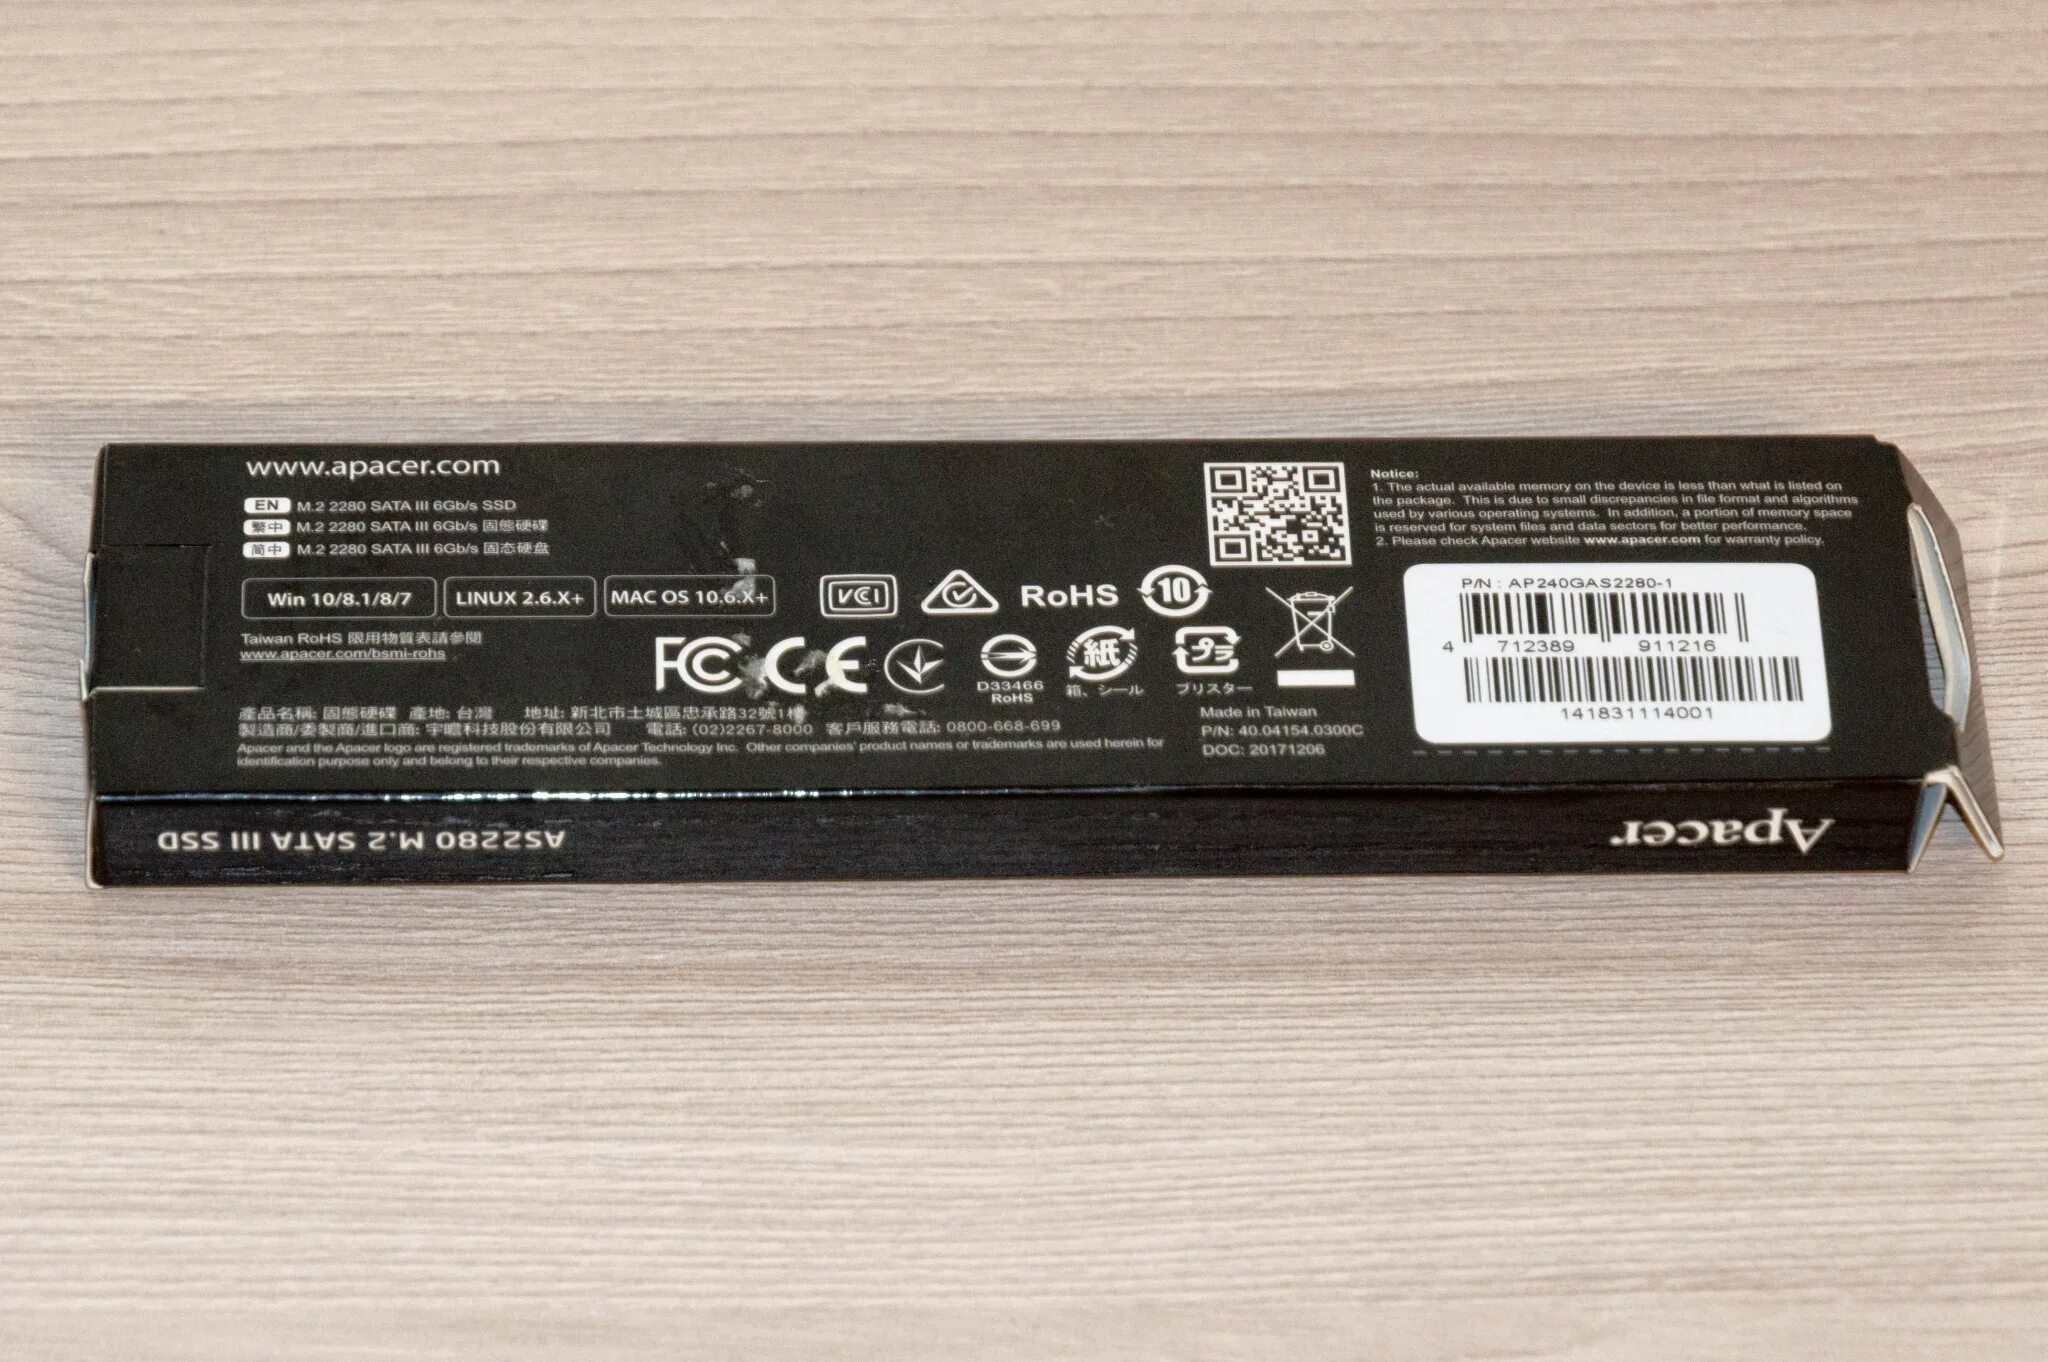 www.apacer.com
EN M.2 2280 SATA III 6Gb/s SSD
繁中 M.2 2280 SATA III 6Gb/s 固態硬碟
简中 M.2 2280 SATA III 6Gb/s 固态硬盘
Win 10/8.1/8/7 LINUX 2.6.X+ MAC OS 10.6.X+
Taiwan RoHS 限用物質表請參閱
www.apacer.com/bsmi-rohs
VCCI RoHS 10
FC CE D33466 RoHS 紙 箱、シール プラ ブリスター
產品名稱: 固態硬碟 產地: 台灣 地址: 新北市土城區忠承路32號1樓
製造商/委製商/進口商: 宇瞻科技股份有限公司 電話: (02)2267-8000 客戶服務電話: 0800-668-699
Apacer and the Apacer logo are registered trademarks of Apacer Technology Inc. Other companies' product names or trademarks are used herein for
identification purpose only and belong to their respective companies.
Made in Taiwan
P/N: 40.04154.0300C
DOC: 20171206
Notice:
1. The actual available memory on the device is less than what is listed on
the package. This is due to small discrepancies in file format and algorithms
used by various operating systems. In addition, a portion of memory space
is reserved for system files and data sectors for better performance.
2. Please check Apacer website www.apacer.com for warranty policy.
P/N : AP240GAS2280-1
4 712389 911216
141831114001
AS2280 M.2 SATA III SSD
Apacer